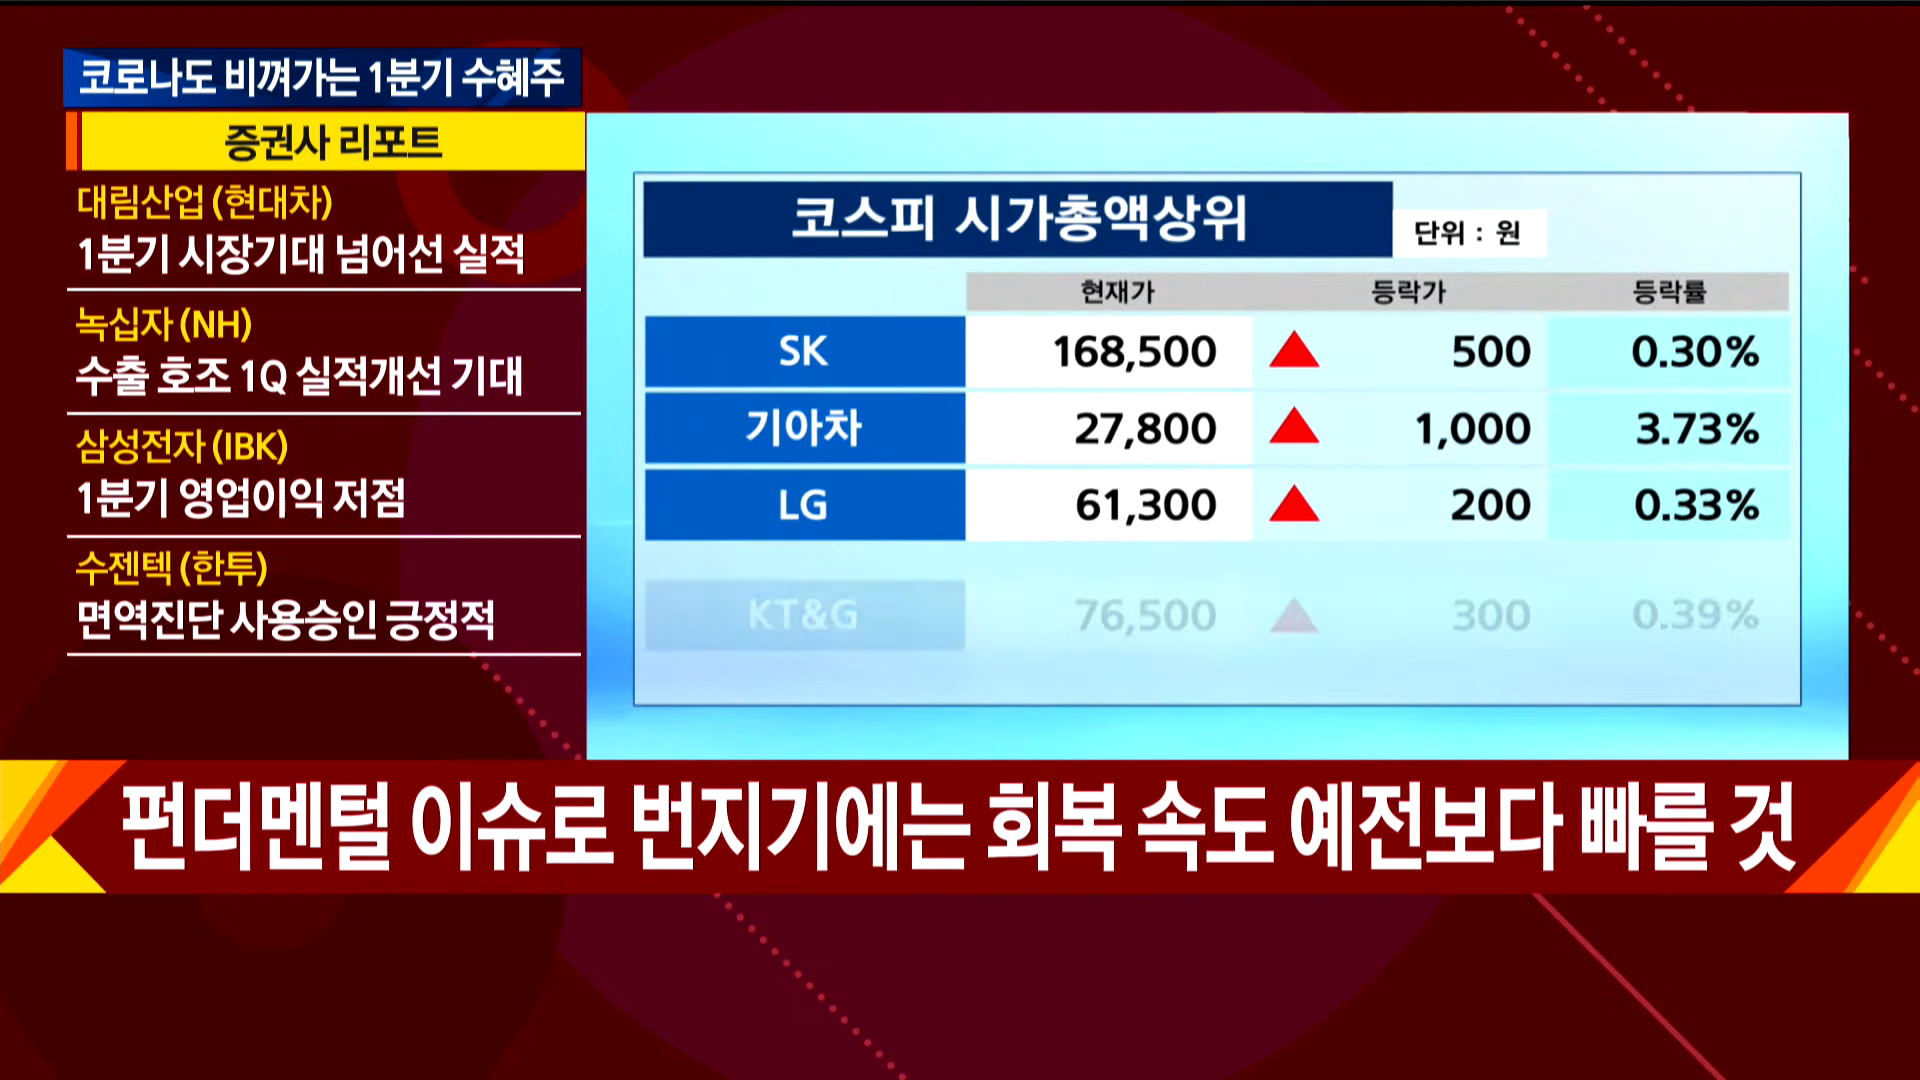 코로나도 비껴가는 1분기 수혜주
증권사 리포트
대림산업 (현대차)
1분기 시장기대 넘어선 실적
녹십자 (NH)
수출 호조 1Q 실적개선 기대
삼성전자 (IBK)
1분기 영업이익 저점
수젠텍 (한투)
면역진단 사용승인 긍정적
코스피 시가총액상위
단위 : 원
현재가 등락가 등락률
SK 168,500 ▲ 500 0.30%
기아차 27,800 ▲ 1,000 3.73%
LG 61,300 ▲ 200 0.33%
KT&G 76,500 ▲ 300 0.39%
펀더멘털 이슈로 번지기에는 회복 속도 예전보다 빠를 것